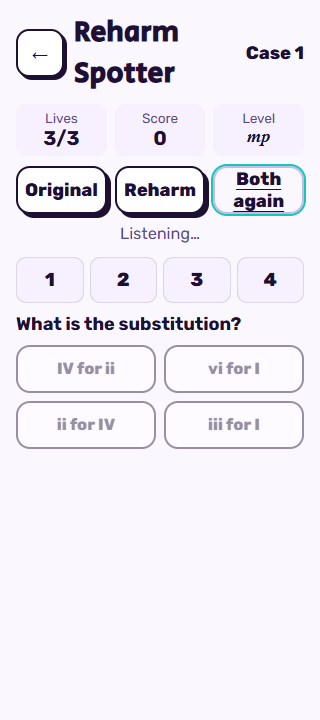 ←
Reharm
Spotter
Case 1
Lives
3/3
Score
0
Level
mp
Original
Reharm
Both
again
Listening…
1
2
3
4
What is the substitution?
IV for ii
vi for I
ii for IV
iii for I